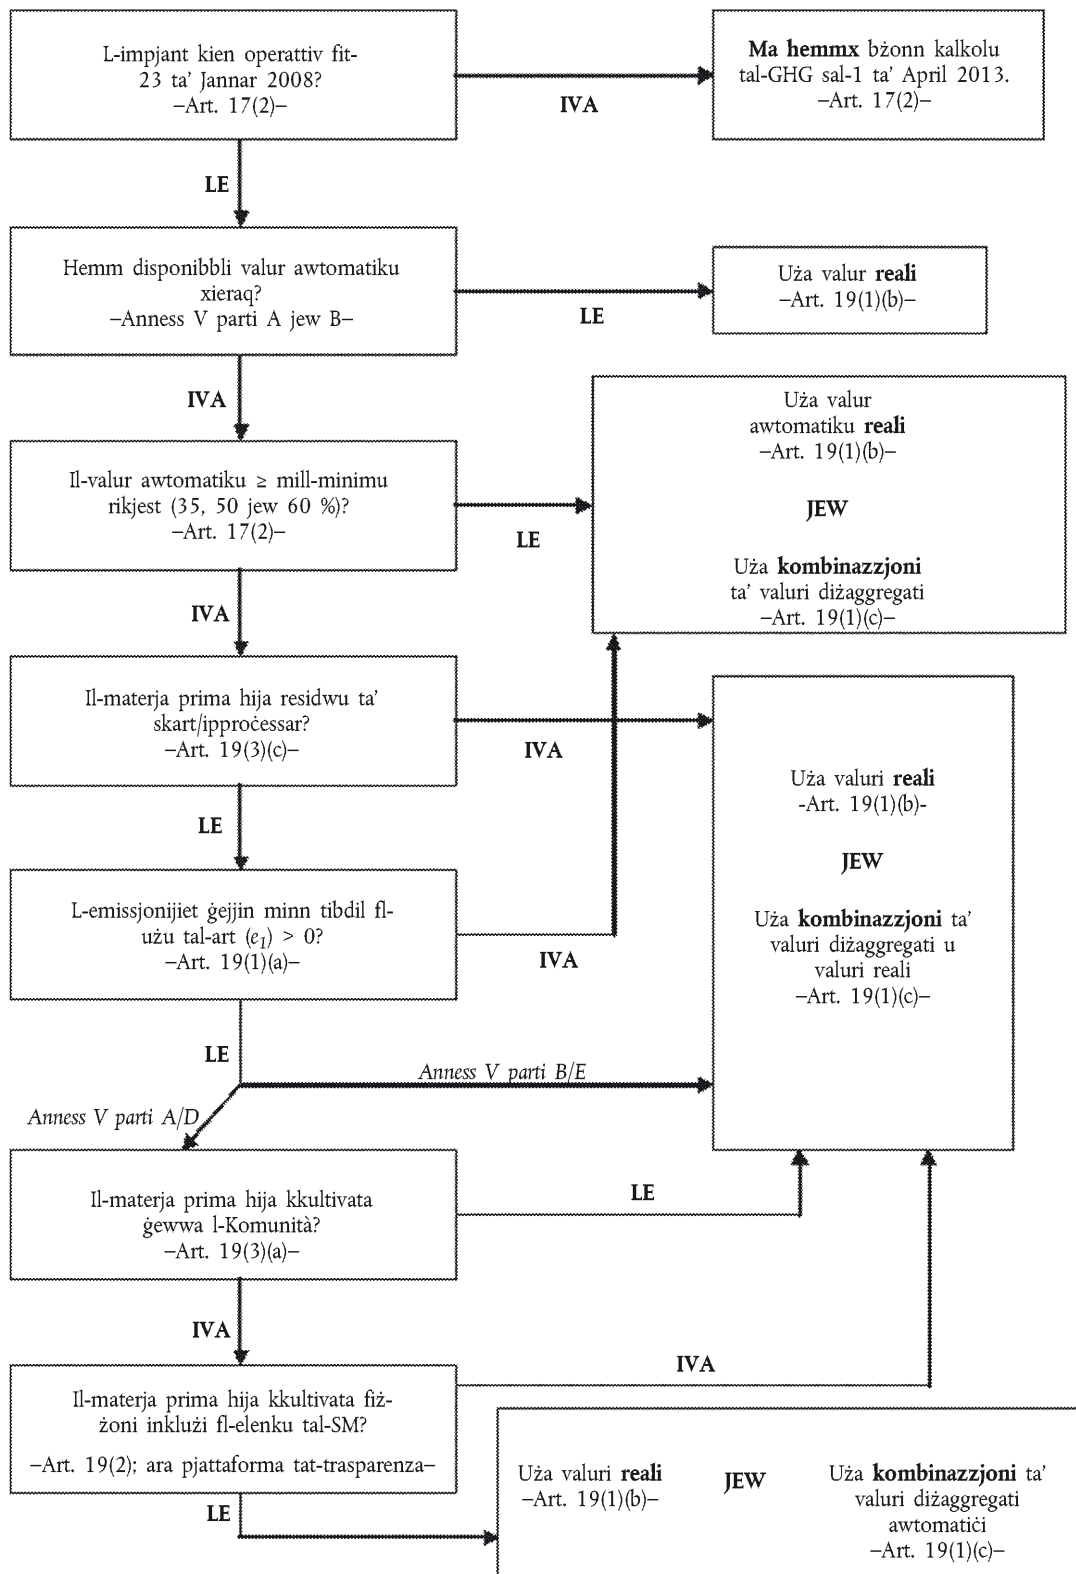 L-impjant kien operattiv fit-
23 ta' Jannar 2008?
–Art. 17(2)–
IVA
Ma hemmx bżonn kalkolu
tal-GHG sal-1 ta' April 2013.
–Art. 17(2)–
LE
Hemm disponibbli valur awtomatiku
xieraq?
–Anness V parti A jew B–
LE
Uża valur reali
–Art. 19(1)(b)–
IVA
Il-valur awtomatiku ≥ mill-minimu
rikjest (35, 50 jew 60 %)?
–Art. 17(2)–
LE
Uża valur
awtomatiku reali
–Art. 19(1)(b)–
JEW
Uża kombinazzjoni
ta' valuri diżaggregati
–Art. 19(1)(c)–
IVA
Il-materja prima hija residwu ta'
skart/ipproċessar?
–Art. 19(3)(c)–
IVA
Uża valuri reali
-Art. 19(1)(b)-
JEW
Uża kombinazzjoni ta'
valuri diżaggregati u
valuri reali
–Art. 19(1)(c)–
LE
L-emissjonijiet ġejjin minn tibdil fl-
użu tal-art (e1) > 0?
–Art. 19(1)(a)–
IVA
LE
Anness V parti B/E
Anness V parti A/D
Il-materja prima hija kkultivata
ġewwa l-Komunità?
–Art. 19(3)(a)–
LE
IVA
Il-materja prima hija kkultivata fiż-
żoni inklużi fl-elenku tal-SM?
–Art. 19(2); ara pjattaforma tat-trasparenza–
IVA
LE
Uża valuri reali
–Art. 19(1)(b)–
JEW
Uża kombinazzjoni ta'
valuri diżaggregati
awtomatiċi
–Art. 19(1)(c)–